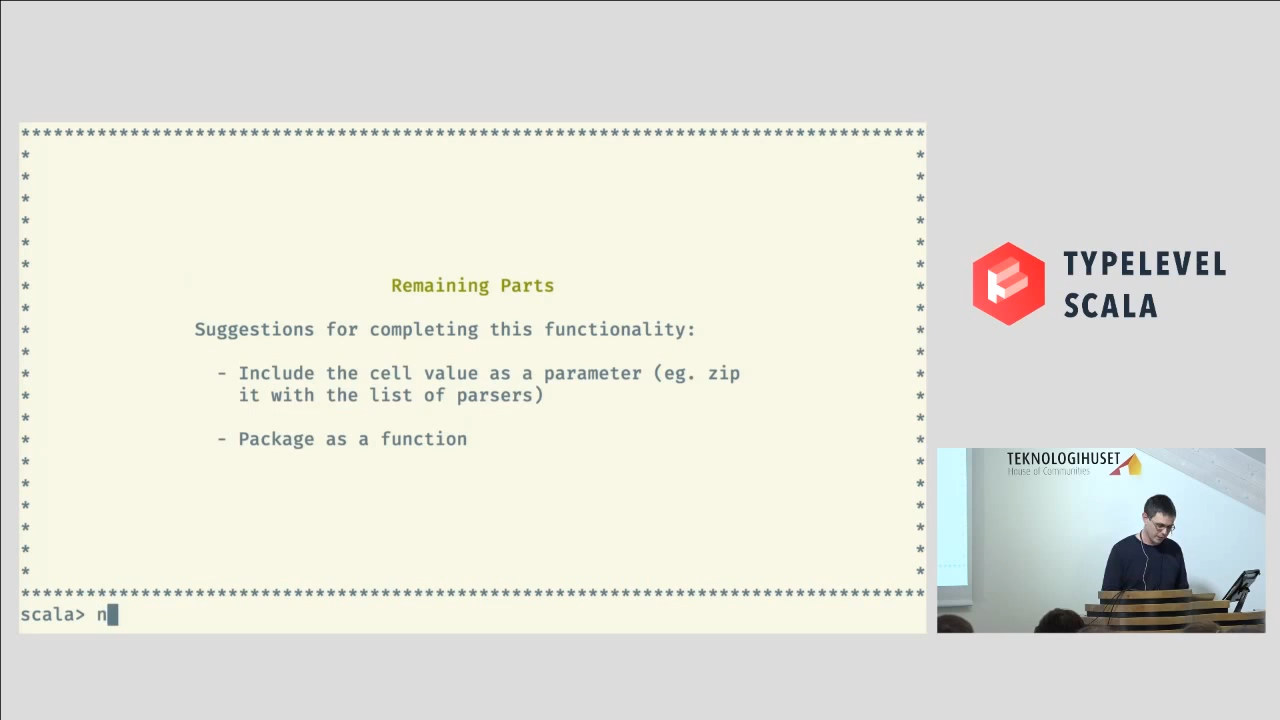 Remaining Parts
Suggestions for completing this functionality:
- Include the cell value as a parameter (eg. zip
it with the list of parsers)
- Package as a function
scala> n
TYPELEVEL
SCALA
TEKNOLOGIHUSET
House of Communities